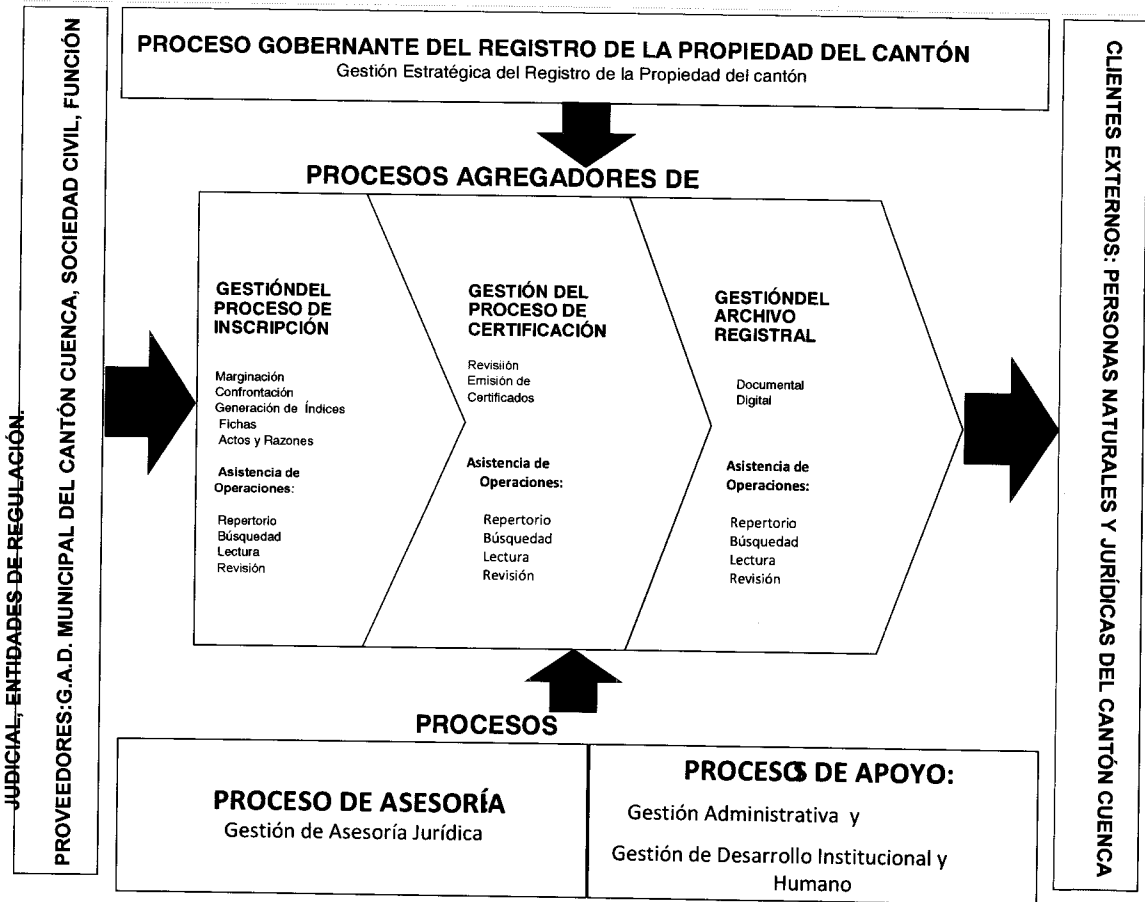 PROVEEDORES:G.A.D. MUNICIPAL DEL CANTÓN CUENCA, SOCIEDAD CIVIL, FUNCIÓN
JUDICIAL, ENTIDADES DE REGULACIÓN.
PROCESO GOBERNANTE DEL REGISTRO DE LA PROPIEDAD DEL CANTÓN
Gestión Estratégica del Registro de la Propiedad del cantón
PROCESOS AGREGADORES DE
GESTIÓNDEL
PROCESO DE
INSCRIPCIÓN
Marginación
Confrontación
Generación de Índices
Fichas
Actos y Razones
Asistencia de
Operaciones:
Repertorio
Búsquedad
Lectura
Revisión
GESTIÓN DEL
PROCESO DE
CERTIFICACIÓN
Revisiión
Emisión de
Certificados
Asistencia de
Operaciones:
Repertorio
Búsquedad
Lectura
Revisión
GESTIÓNDEL
ARCHIVO
REGISTRAL
Documental
Digital
Asistencia de
Operaciones:
Repertorio
Búsquedad
Lectura
Revisión
PROCESOS
PROCESO DE ASESORÍA
Gestión de Asesoría Jurídica
PROCESOS DE APOYO:
Gestión Administrativa y
Gestión de Desarrollo Institucional y
Humano
CLIENTES EXTERNOS: PERSONAS NATURALES Y JURÍDICAS DEL CANTÓN CUENCA